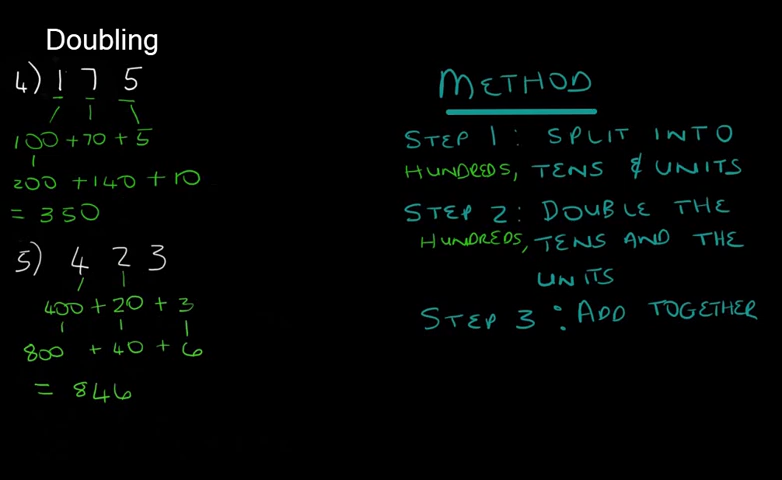 Doubling
4) 1 7 5
100 + 70 + 5
200 + 140 + 10
= 350
5) 4 2 3
400 + 20 + 3
800 + 40 + 6
= 846
METHOD
STEP 1 : SPLIT INTO
HUNDREDS, TENS & UNITS
STEP 2 : DOUBLE THE
HUNDREDS, TENS AND THE
UNITS
STEP 3 : ADD TOGETHER